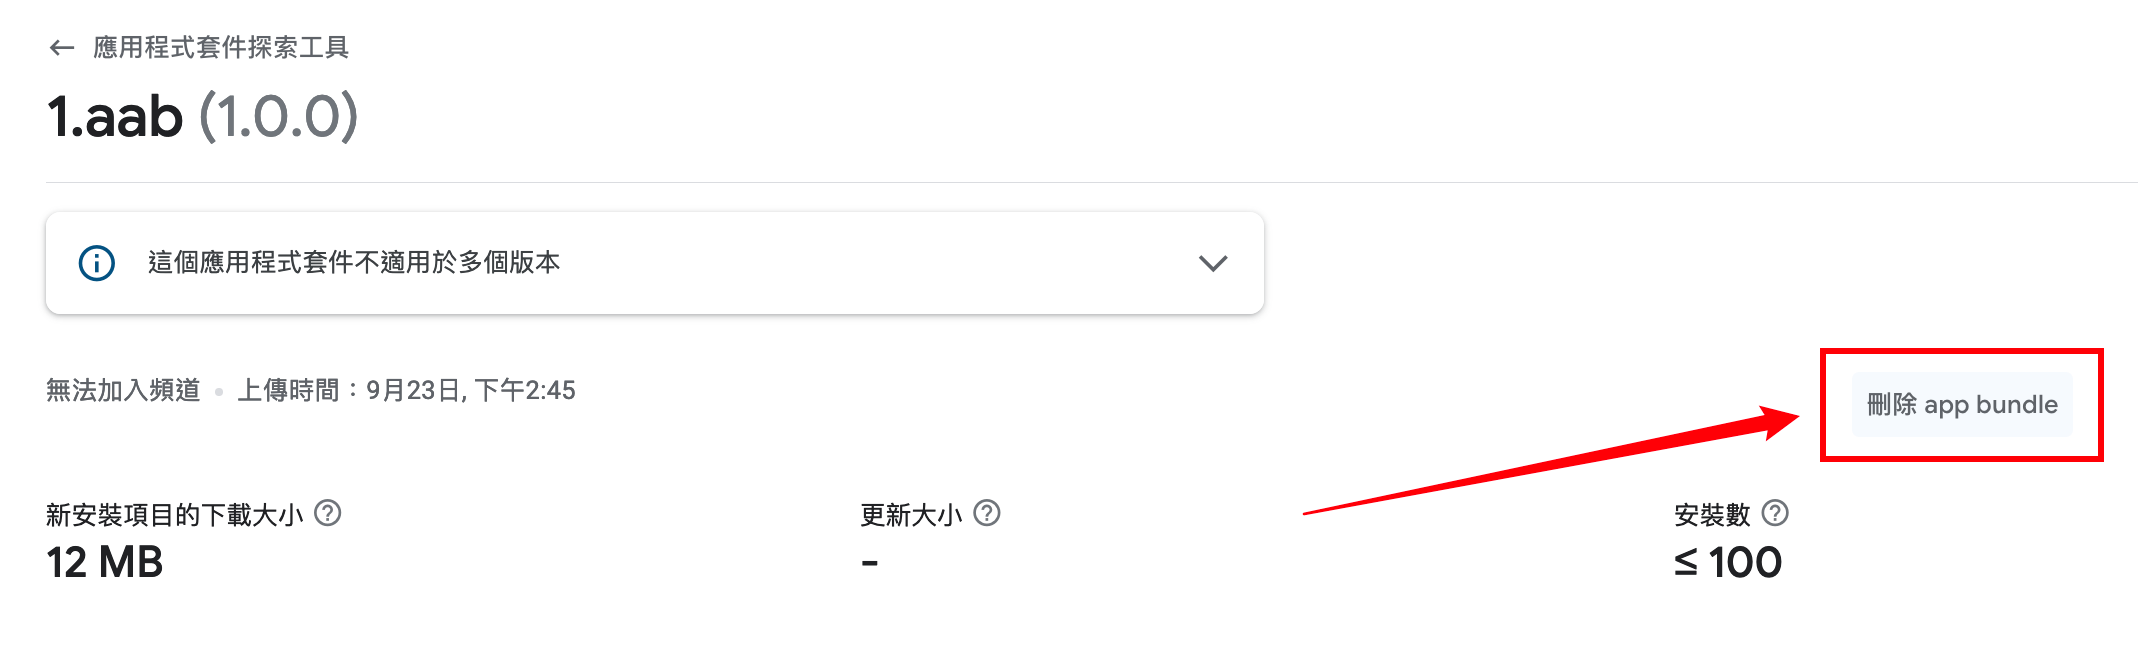 ← 應用程式套件探索工具
1.aab (1.0.0)
這個應用程式套件不適用於多個版本
無法加入頻道 • 上傳時間：9月23日, 下午2:45
刪除 app bundle
新安裝項目的下載大小 ?
12 MB
更新大小 ?
-
安裝數 ?
≤ 100